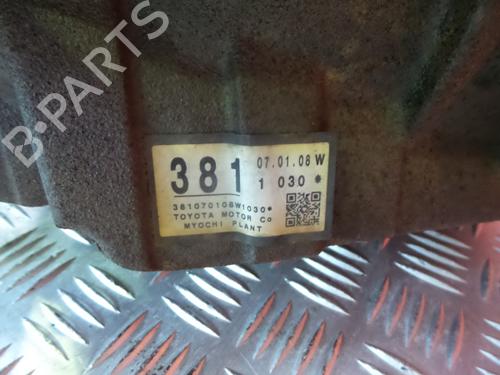 B-PARTS
381 07.01.08 W
1 030*
381070108W1030*
TOYOTA MOTOR Co
MYOCHI PLANT